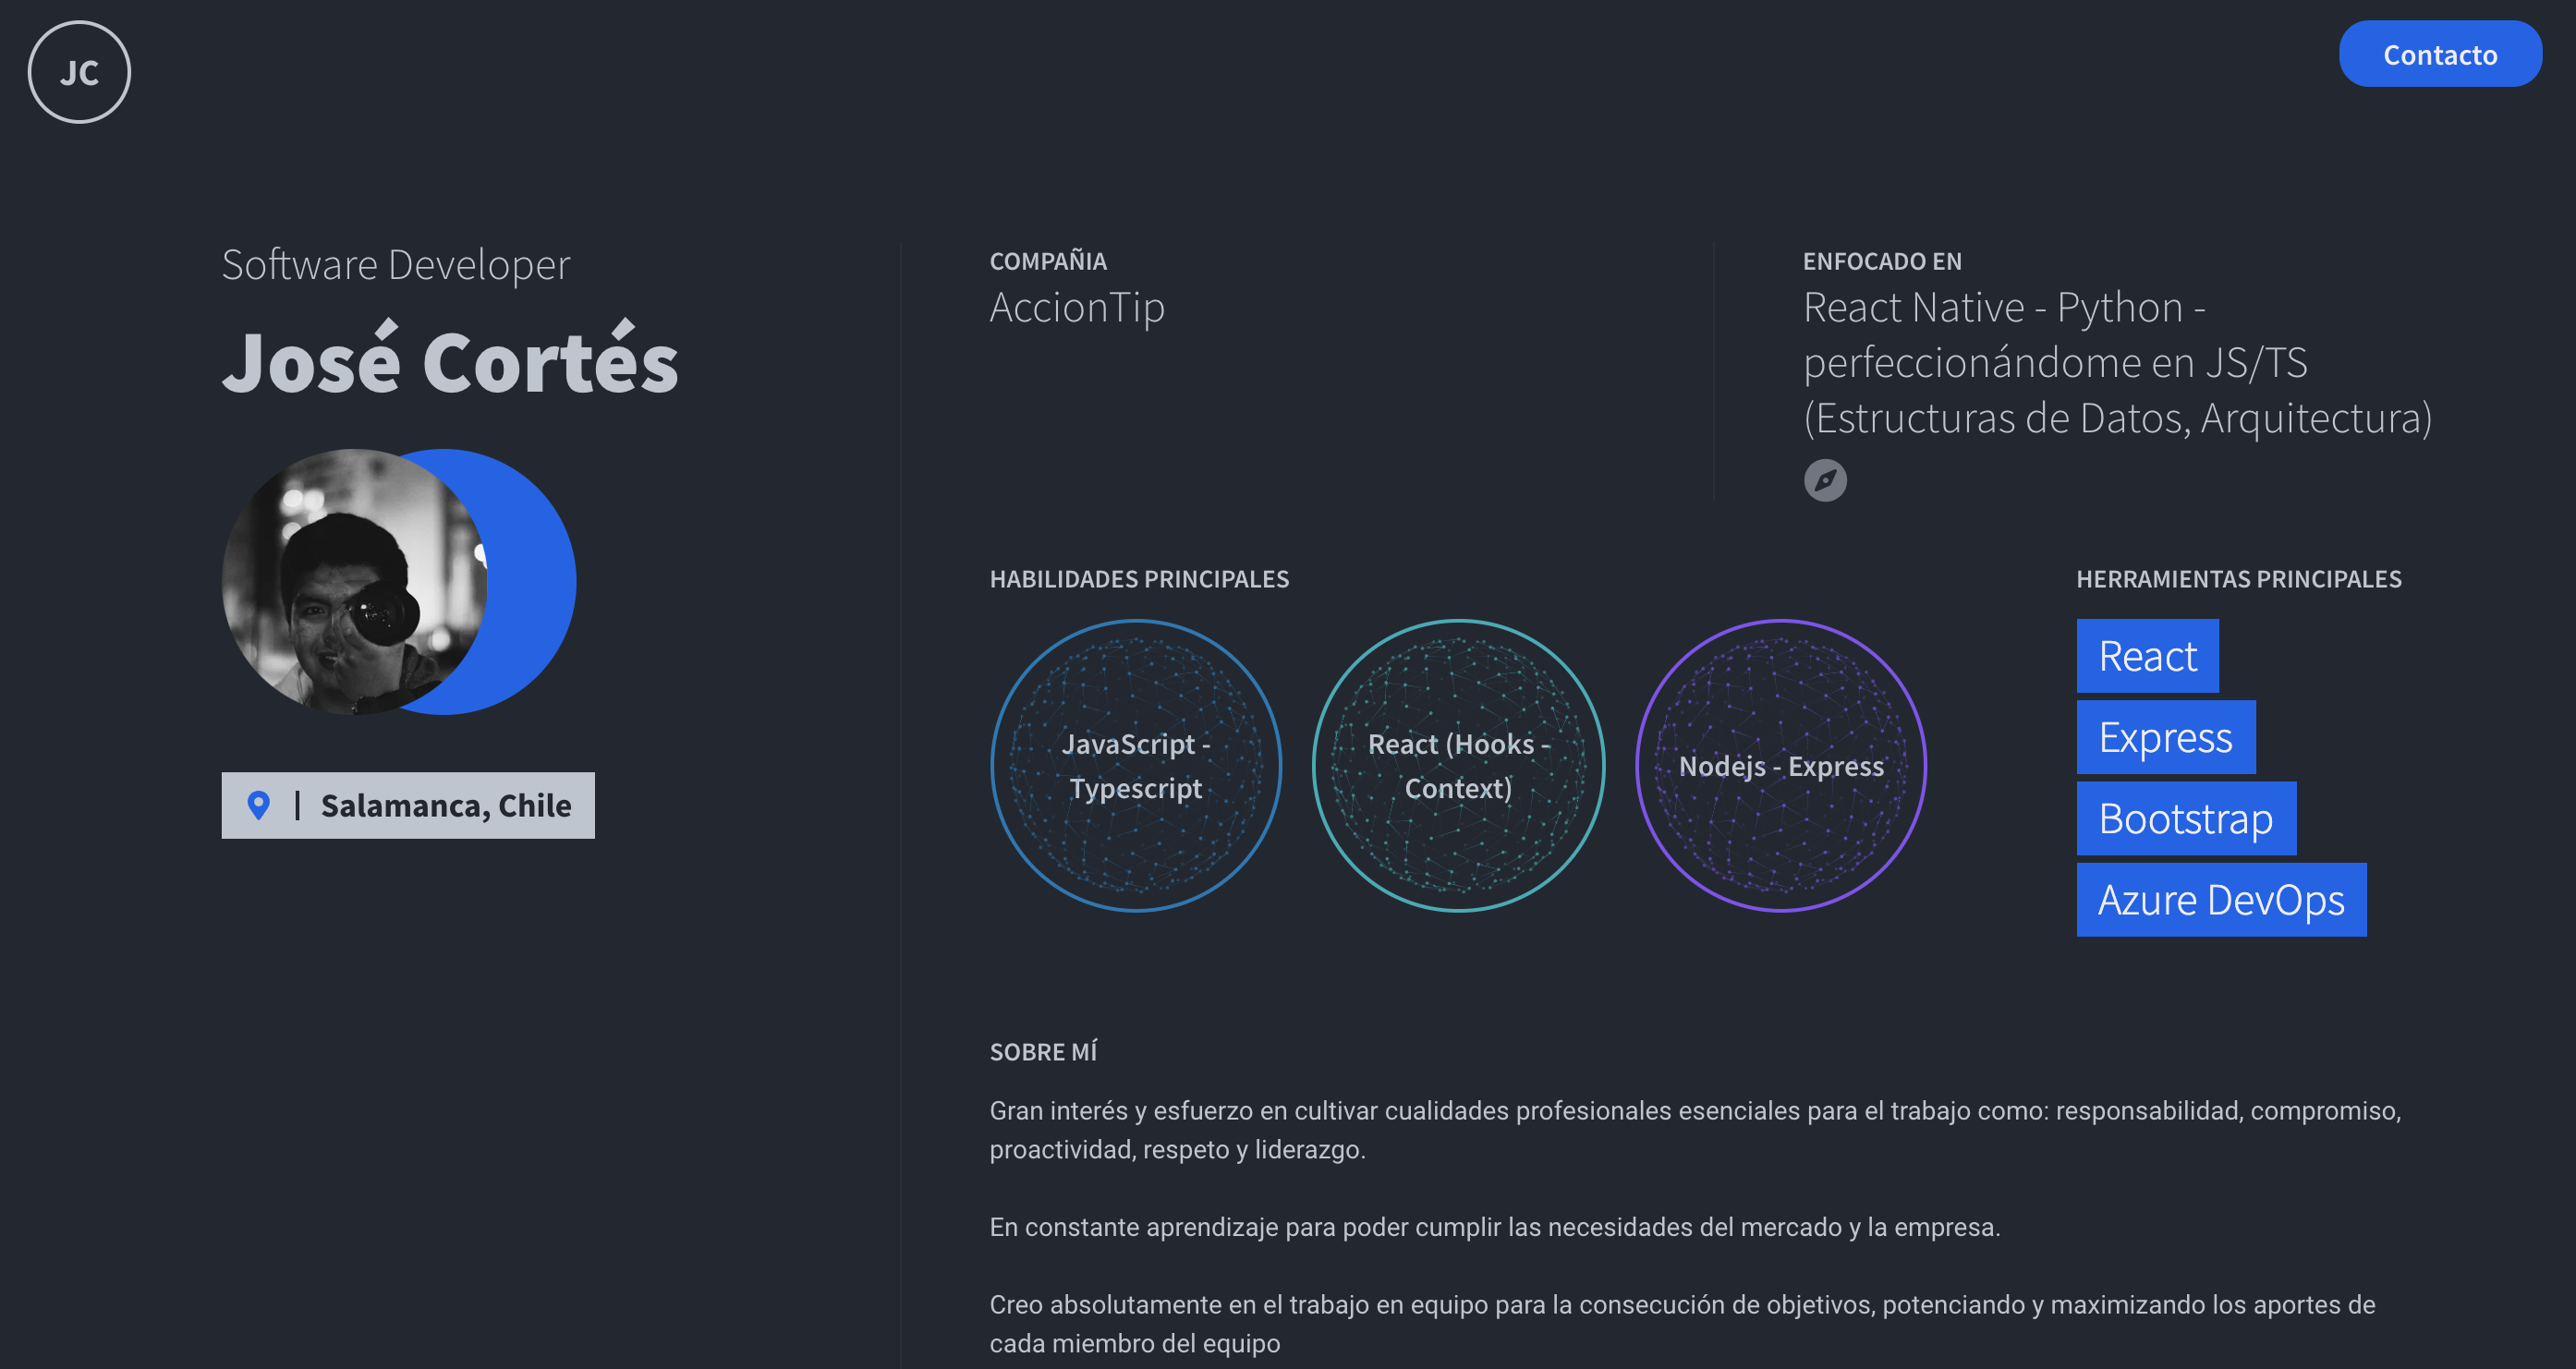 JC
Contacto
Software Developer
José Cortés
Salamanca, Chile
COMPAÑIA
AccionTip
ENFOCADO EN
React Native - Python -
perfeccionándome en JS/TS
(Estructuras de Datos, Arquitectura)
HABILIDADES PRINCIPALES
JavaScript -
Typescript
React (Hooks -
Context)
Nodejs - Express
HERRAMIENTAS PRINCIPALES
React
Express
Bootstrap
Azure DevOps
SOBRE MÍ
Gran interés y esfuerzo en cultivar cualidades profesionales esenciales para el trabajo como: responsabilidad, compromiso,
proactividad, respeto y liderazgo.
En constante aprendizaje para poder cumplir las necesidades del mercado y la empresa.
Creo absolutamente en el trabajo en equipo para la consecución de objetivos, potenciando y maximizando los aportes de
cada miembro del equipo